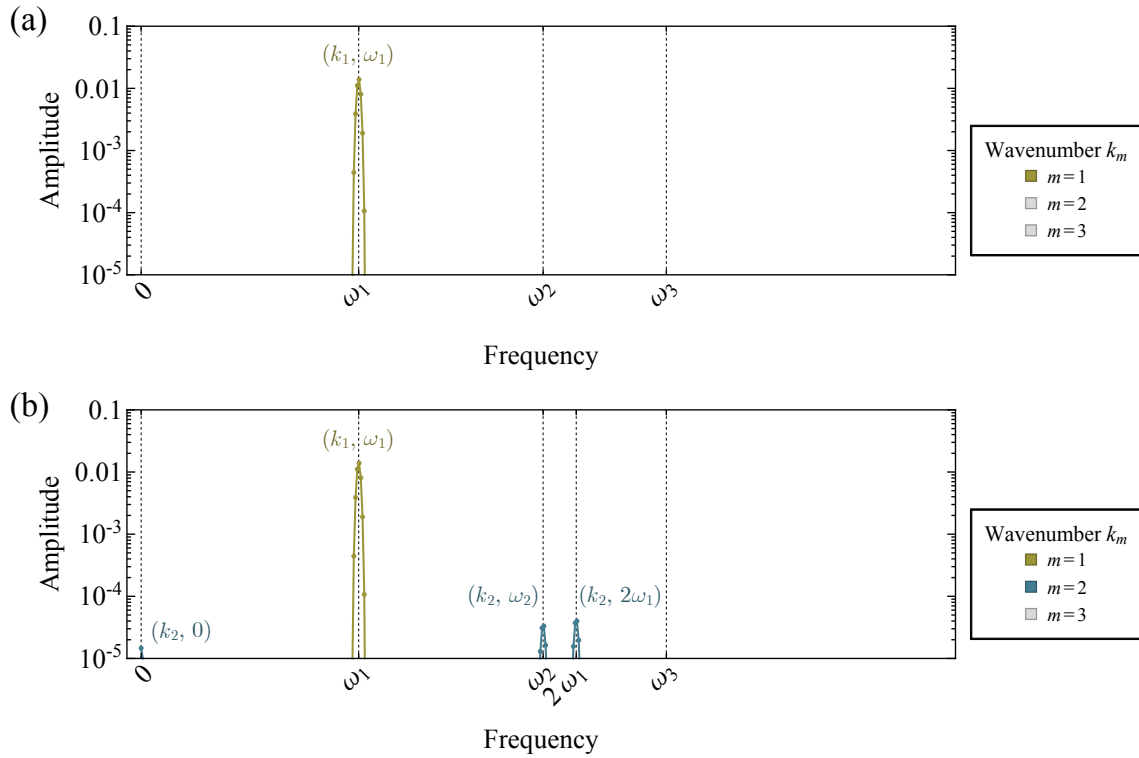 (a)
0.1
0.01
10⁻³
10⁻⁴
10⁻⁵
Amplitude
(k₁, ω₁)
0
ω₁
ω₂
ω₃
Frequency
Wavenumber kₘ
m=1
m=2
m=3
(b)
0.1
0.01
10⁻³
10⁻⁴
10⁻⁵
Amplitude
(k₁, ω₁)
(k₂, 0)
(k₂, ω₂)
(k₂, 2ω₁)
0
ω₁
ω₂
2ω₁
ω₃
Frequency
Wavenumber kₘ
m=1
m=2
m=3